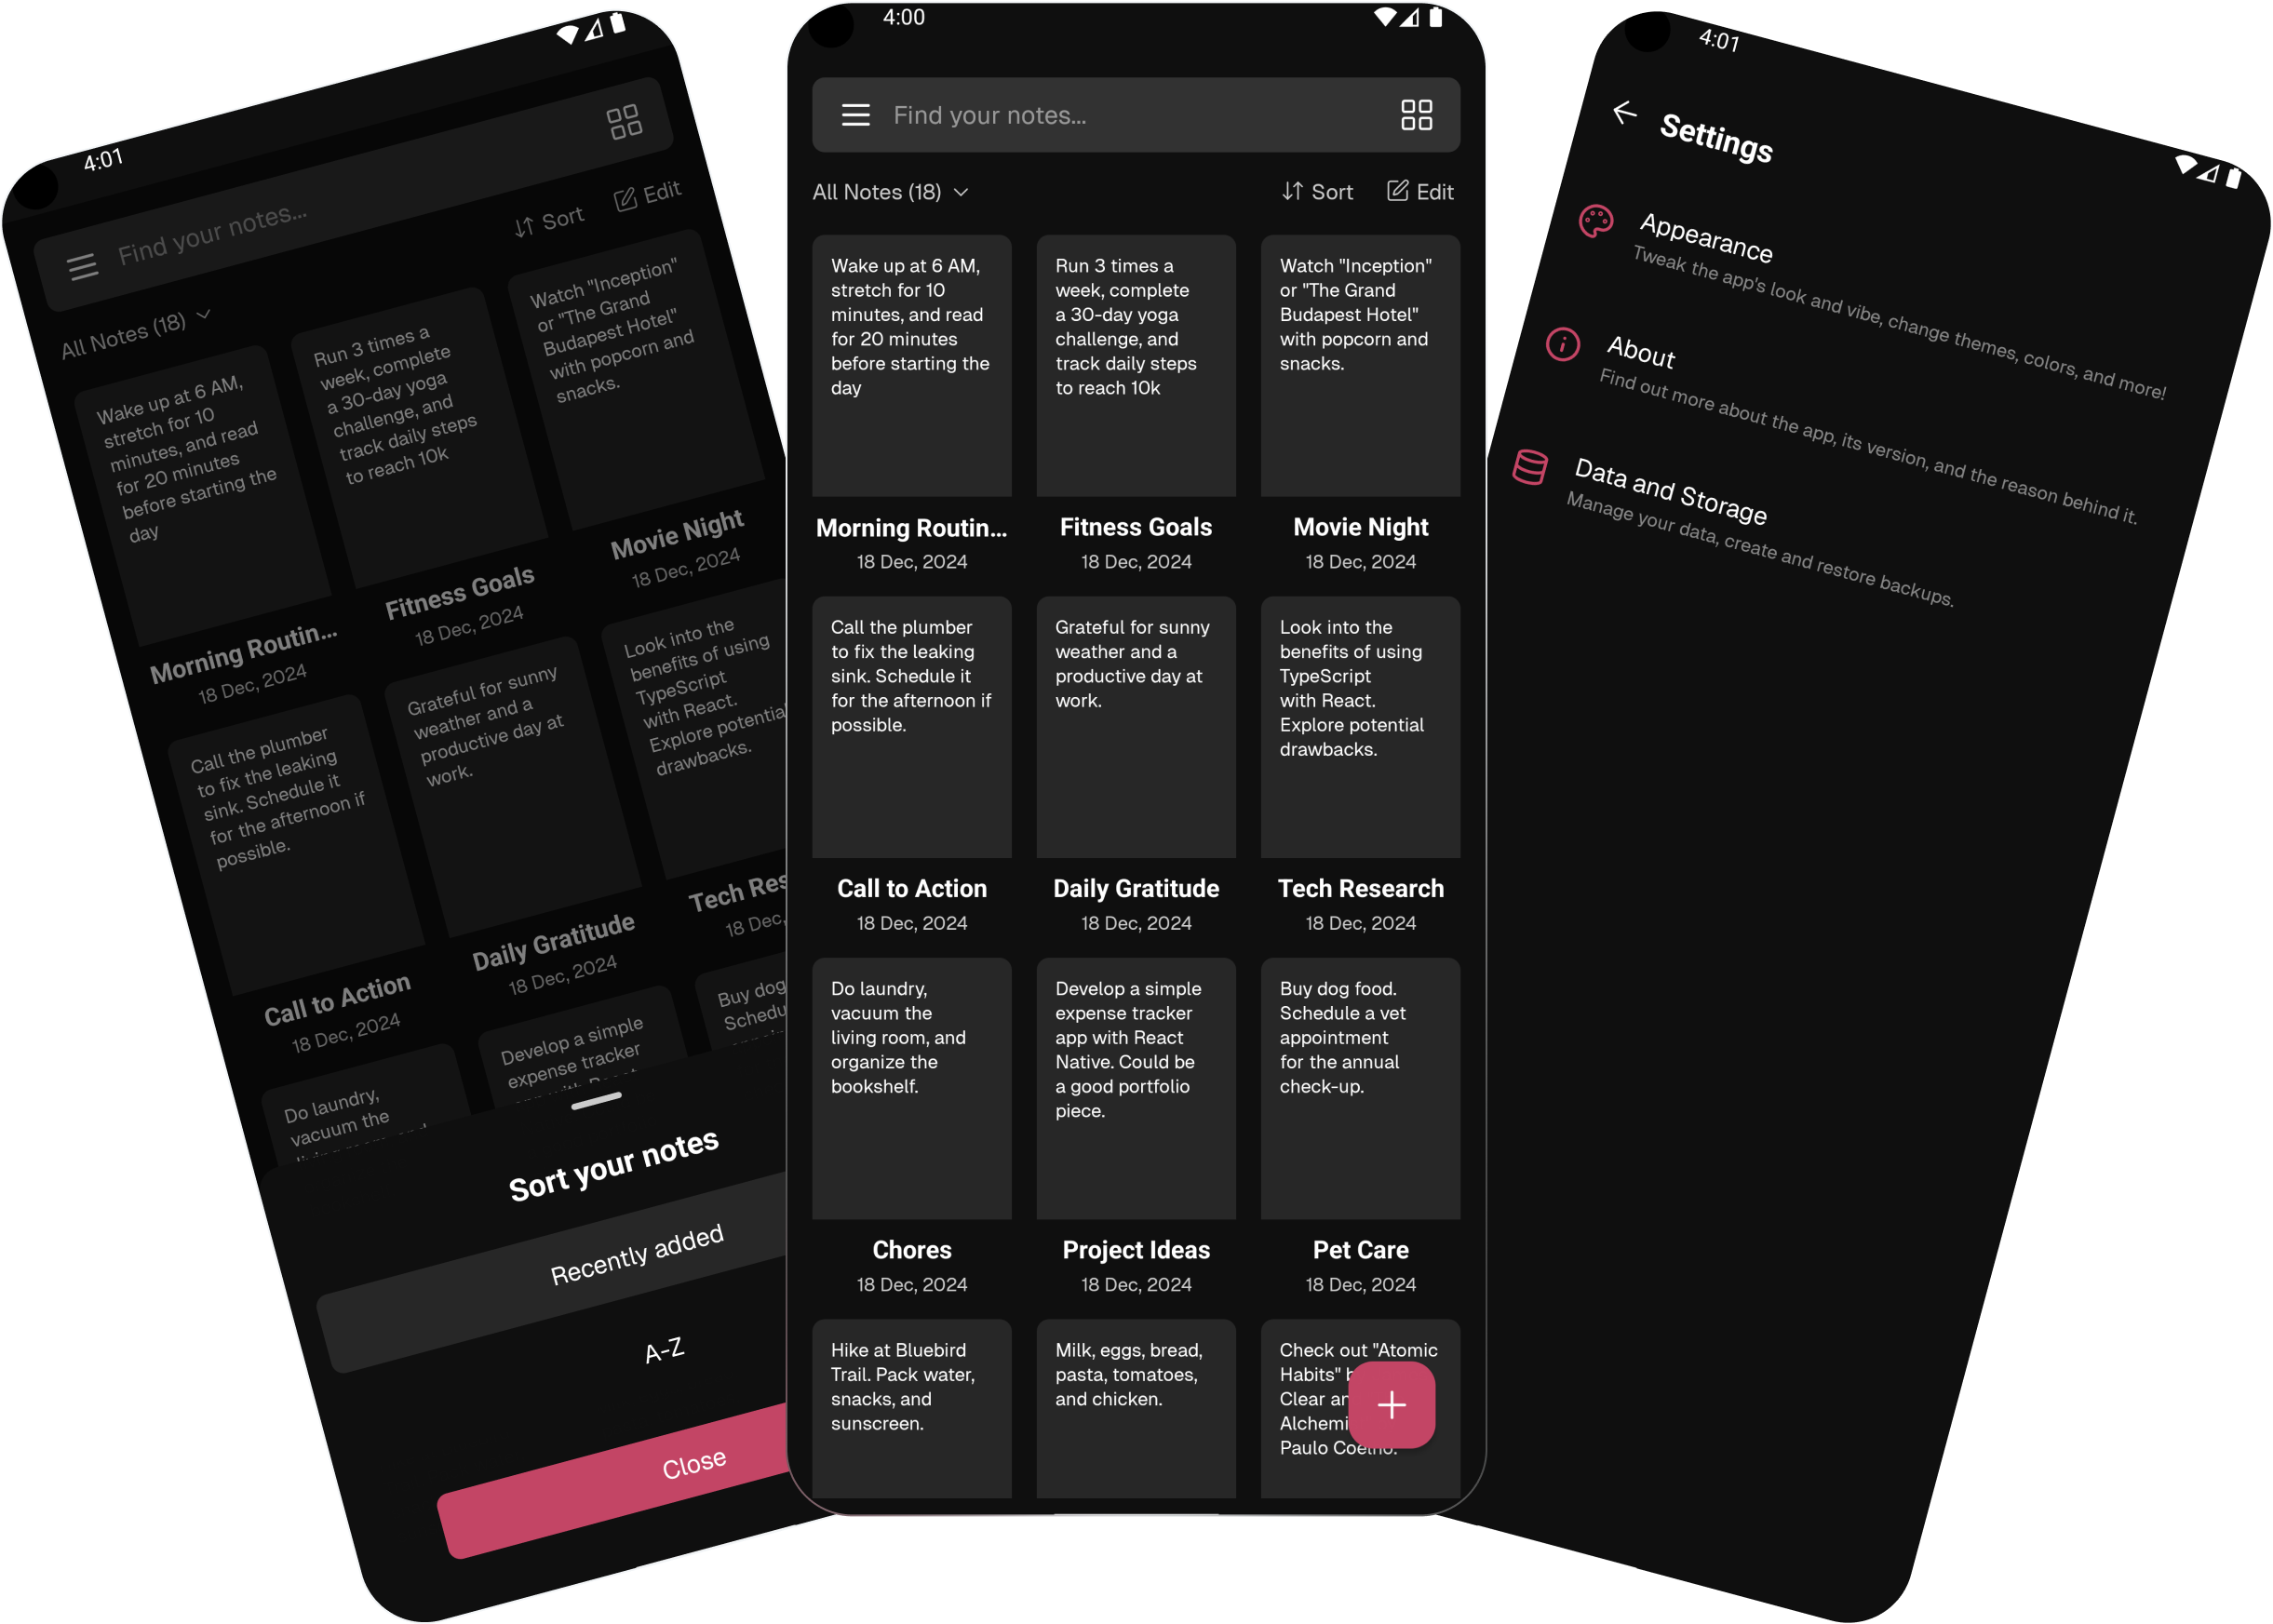 4:01
Find your notes...
All Notes (18)
Sort
Edit
Wake up at 6 AM,
stretch for 10
minutes, and read
for 20 minutes
before starting the
day
Morning Routin...
18 Dec, 2024
Run 3 times a
week, complete
a 30-day yoga
challenge, and
track daily steps
to reach 10k
Fitness Goals
18 Dec, 2024
Watch "Inception"
or "The Grand
Budapest Hotel"
with popcorn and
snacks.
Movie Night
18 Dec, 2024
Call the plumber
to fix the leaking
sink. Schedule it
for the afternoon if
possible.
Call to Action
18 Dec, 2024
Grateful for sunny
weather and a
productive day at
work.
Daily Gratitude
18 Dec, 2024
Look into the
benefits of using
TypeScript
with React.
Explore potential
drawbacks.
Tech
18 Dec,
Do laundry,
vacuum the
Develop a simple
expense tracker
Buy dog
Sort your notes
Recently added
A-Z
Close
4:00
Find your notes...
All Notes (18)
Sort
Edit
Wake up at 6 AM,
stretch for 10
minutes, and read
for 20 minutes
before starting the
day
Morning Routin...
18 Dec, 2024
Run 3 times a
week, complete
a 30-day yoga
challenge, and
track daily steps
to reach 10k
Fitness Goals
18 Dec, 2024
Watch "Inception"
or "The Grand
Budapest Hotel"
with popcorn and
snacks.
Movie Night
18 Dec, 2024
Call the plumber
to fix the leaking
sink. Schedule it
for the afternoon if
possible.
Call to Action
18 Dec, 2024
Grateful for sunny
weather and a
productive day at
work.
Daily Gratitude
18 Dec, 2024
Look into the
benefits of using
TypeScript
with React.
Explore potential
drawbacks.
Tech Research
18 Dec, 2024
Do laundry,
vacuum the
living room, and
organize the
bookshelf.
Chores
18 Dec, 2024
Develop a simple
expense tracker
app with React
Native. Could be
a good portfolio
piece.
Project Ideas
18 Dec, 2024
Buy dog food.
Schedule a vet
appointment
for the annual
check-up.
Pet Care
18 Dec, 2024
Hike at Bluebird
Trail. Pack water,
snacks, and
sunscreen.
Milk, eggs, bread,
pasta, tomatoes,
and chicken.
Check out "Atomic
Habits"
Clear
Paulo Coelho.
4:01
Settings
Appearance
Tweak the app's look and vibe, change themes, colors, and more!
About
Find out more about the app, its version, and the reason behind it.
Data and Storage
Manage your data, create and restore backups.